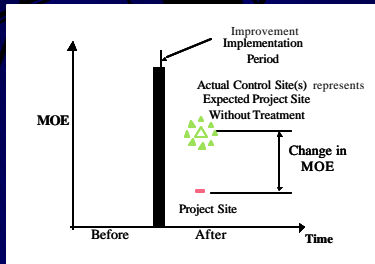 Improvement
Implementation
Period
Actual Control Site(s) represents
Expected Project Site
Without Treatment
MOE
Change in
MOE
Project Site
Before
After
Time